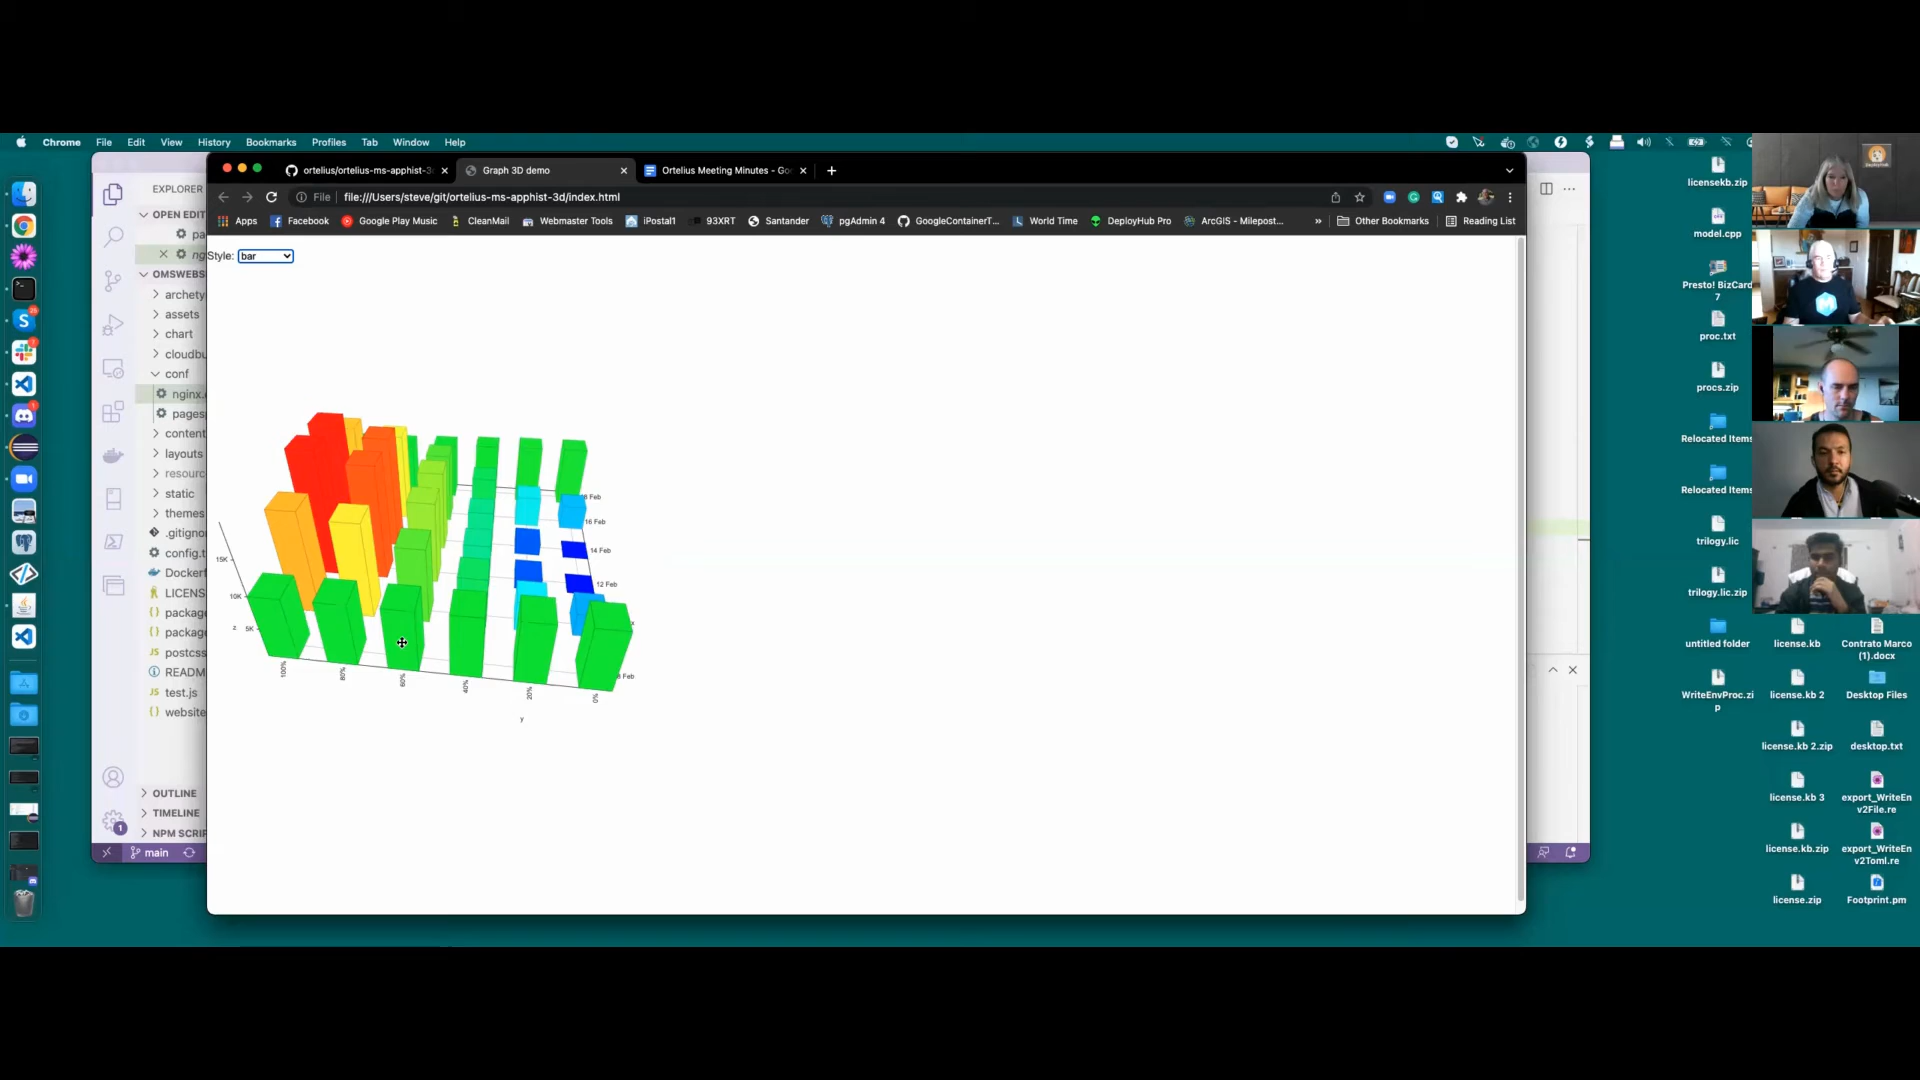 Chrome File Edit View History Bookmarks Profiles Tab Window Help
ortelius/ortelius-ms-apphist-3
Graph 3D demo
Ortelius Meeting Minutes - Go
File file:///Users/steve/git/ortelius-ms-apphist-3d/index.html
Apps Facebook Google Play Music CleanMail Webmaster Tools iPostal1 93XRT Santander pgAdmin 4 GoogleContainerT... World Time DeployHub Pro ArcGIS - Milepost... » Other Bookmarks Reading List
Style: bar
EXPLORER
OPEN EDIT
pa
ng
OMSWEBS
archety
assets
chart
cloudbu
conf
nginx.c
pages
content
layouts
resourc
static
themes
.gitigno
config.t
Dockerf
LICENS
package
package
postcss
README
test.js
website
OUTLINE
TIMELINE
NPM SCRIP
main
1
15K
10K
5K
z
100%
80%
60%
40%
20%
0%
y
x
16 Feb
14 Feb
12 Feb
licensekb.zip
model.cpp
Presto! BizCard
7
proc.txt
procs.zip
Relocated Items
Relocated Items
trilogy.lic
trilogy.lic.zip
untitled folder
license.kb
Contrato Marco
(1).docx
WriteEnvProc.zi
p
license.kb 2
Desktop Files
license.kb 2.zip
desktop.txt
license.kb 3
export_WriteEn
v2File.re
license.kb.zip
export_WriteEn
v2Toml.re
license.zip
Footprint.pm